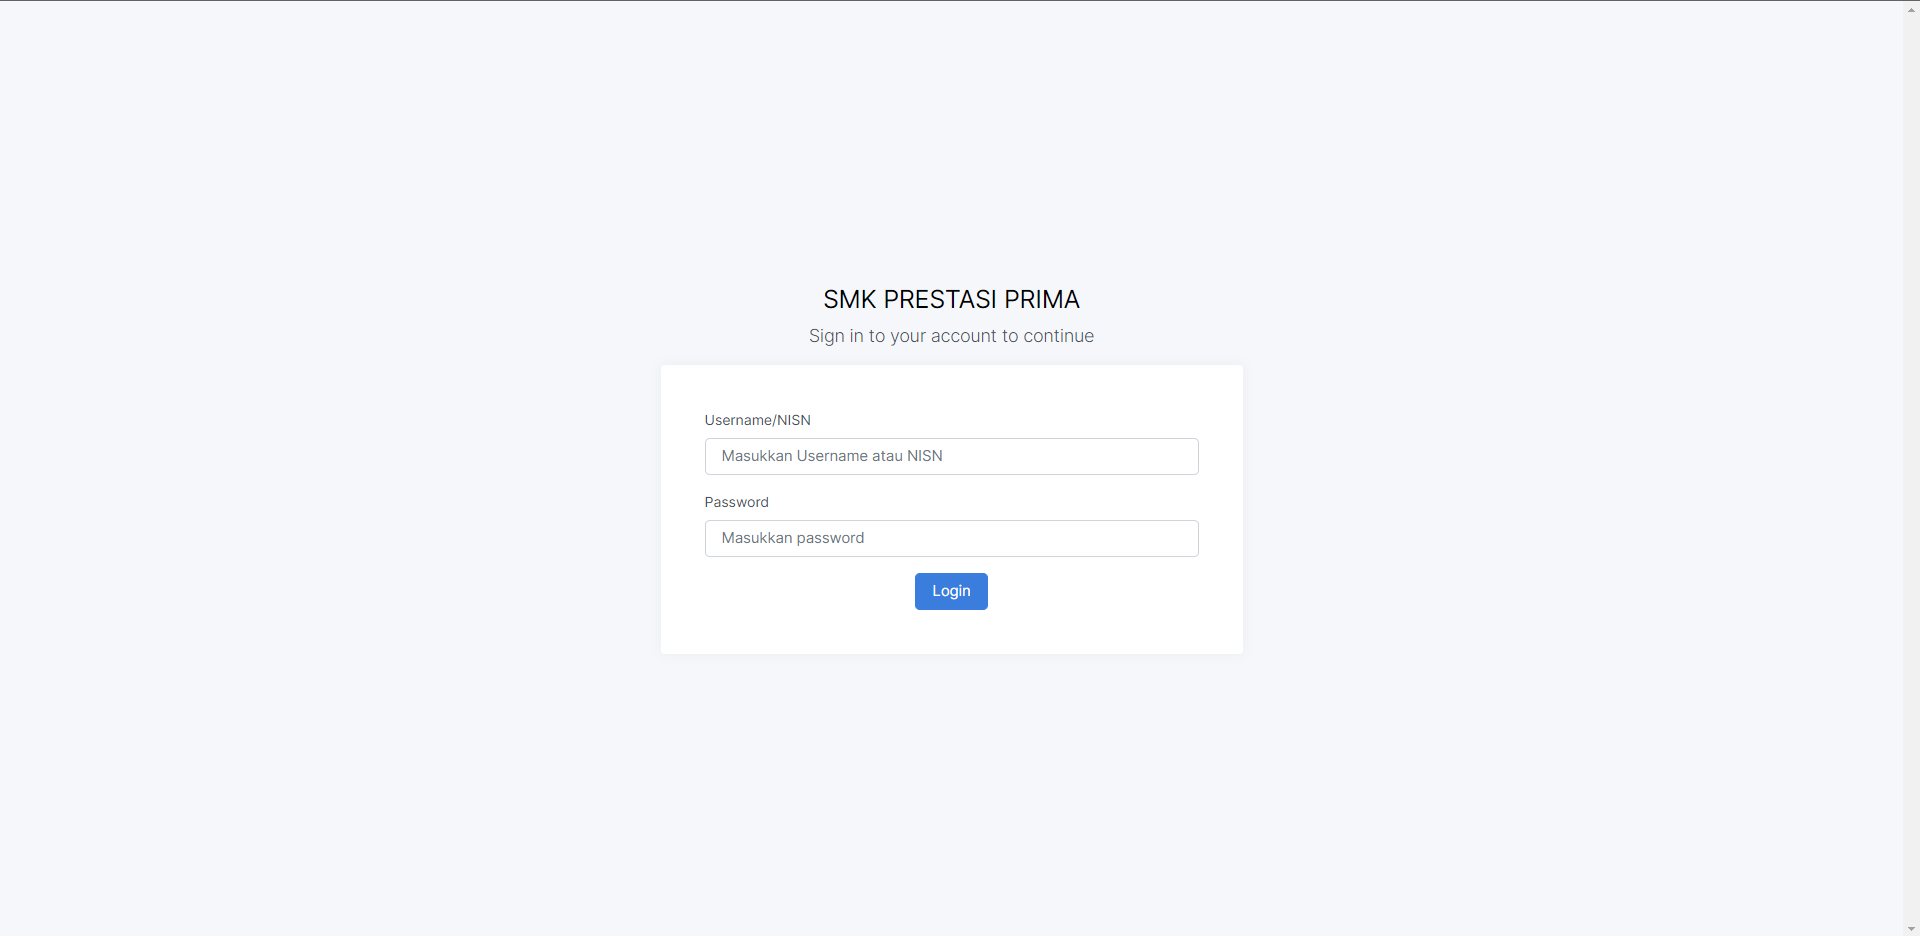 SMK PRESTASI PRIMA
Sign in to your account to continue
Username/NISN
Masukkan Username atau NISN
Password
Masukkan password
Login